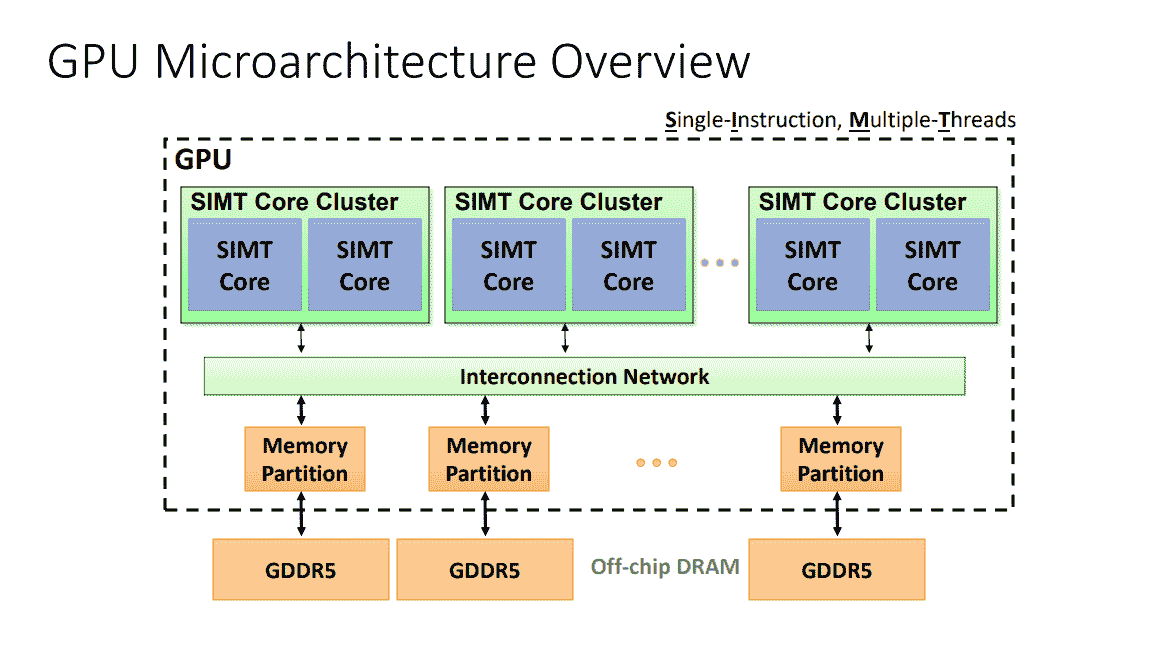 GPU Microarchitecture Overview
Single-Instruction, Multiple-Threads
GPU
SIMT Core Cluster
SIMT
Core
SIMT
Core
SIMT Core Cluster
SIMT
Core
SIMT
Core
SIMT Core Cluster
SIMT
Core
SIMT
Core
Interconnection Network
Memory
Partition
Memory
Partition
Memory
Partition
GDDR5
GDDR5
Off-chip DRAM
GDDR5